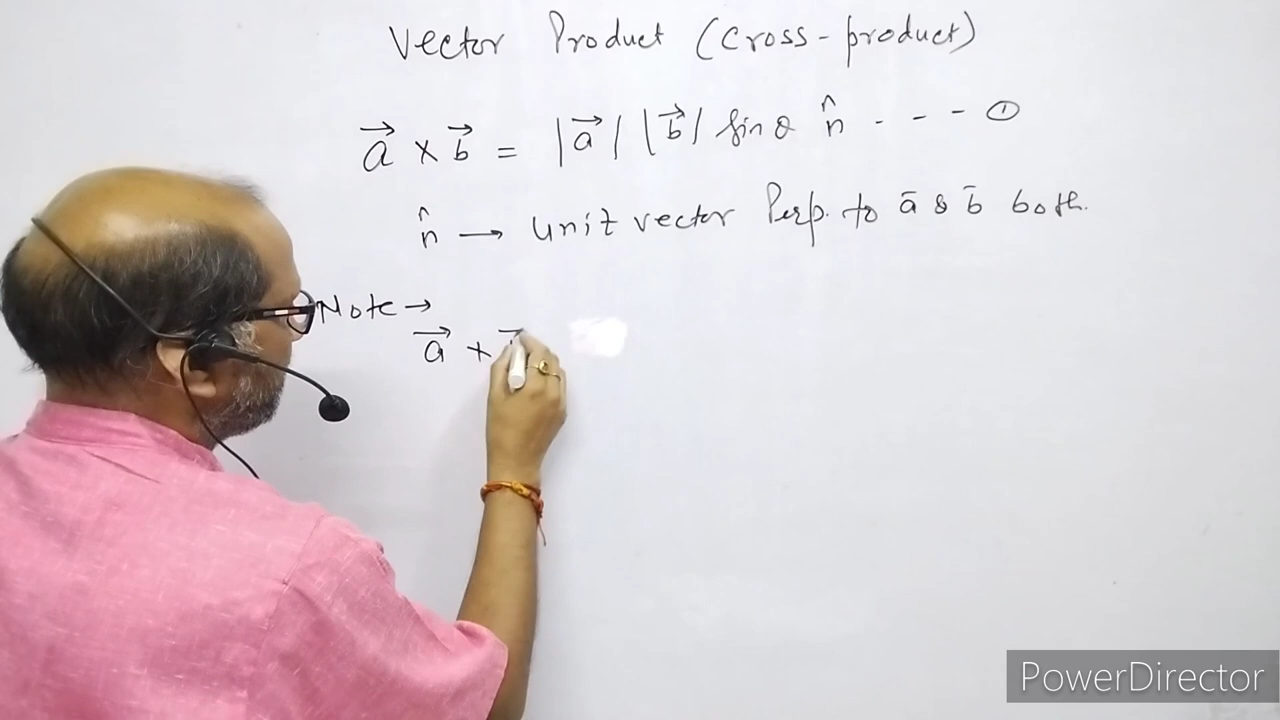 Vector Product (Cross-product)
a⃗ × b⃗ = |a⃗| |b⃗| Sin θ n̂ - - - ①
n̂ → Unit vector Perp. to ā & b̄ both.
Note →
a⃗ ×
PowerDirector